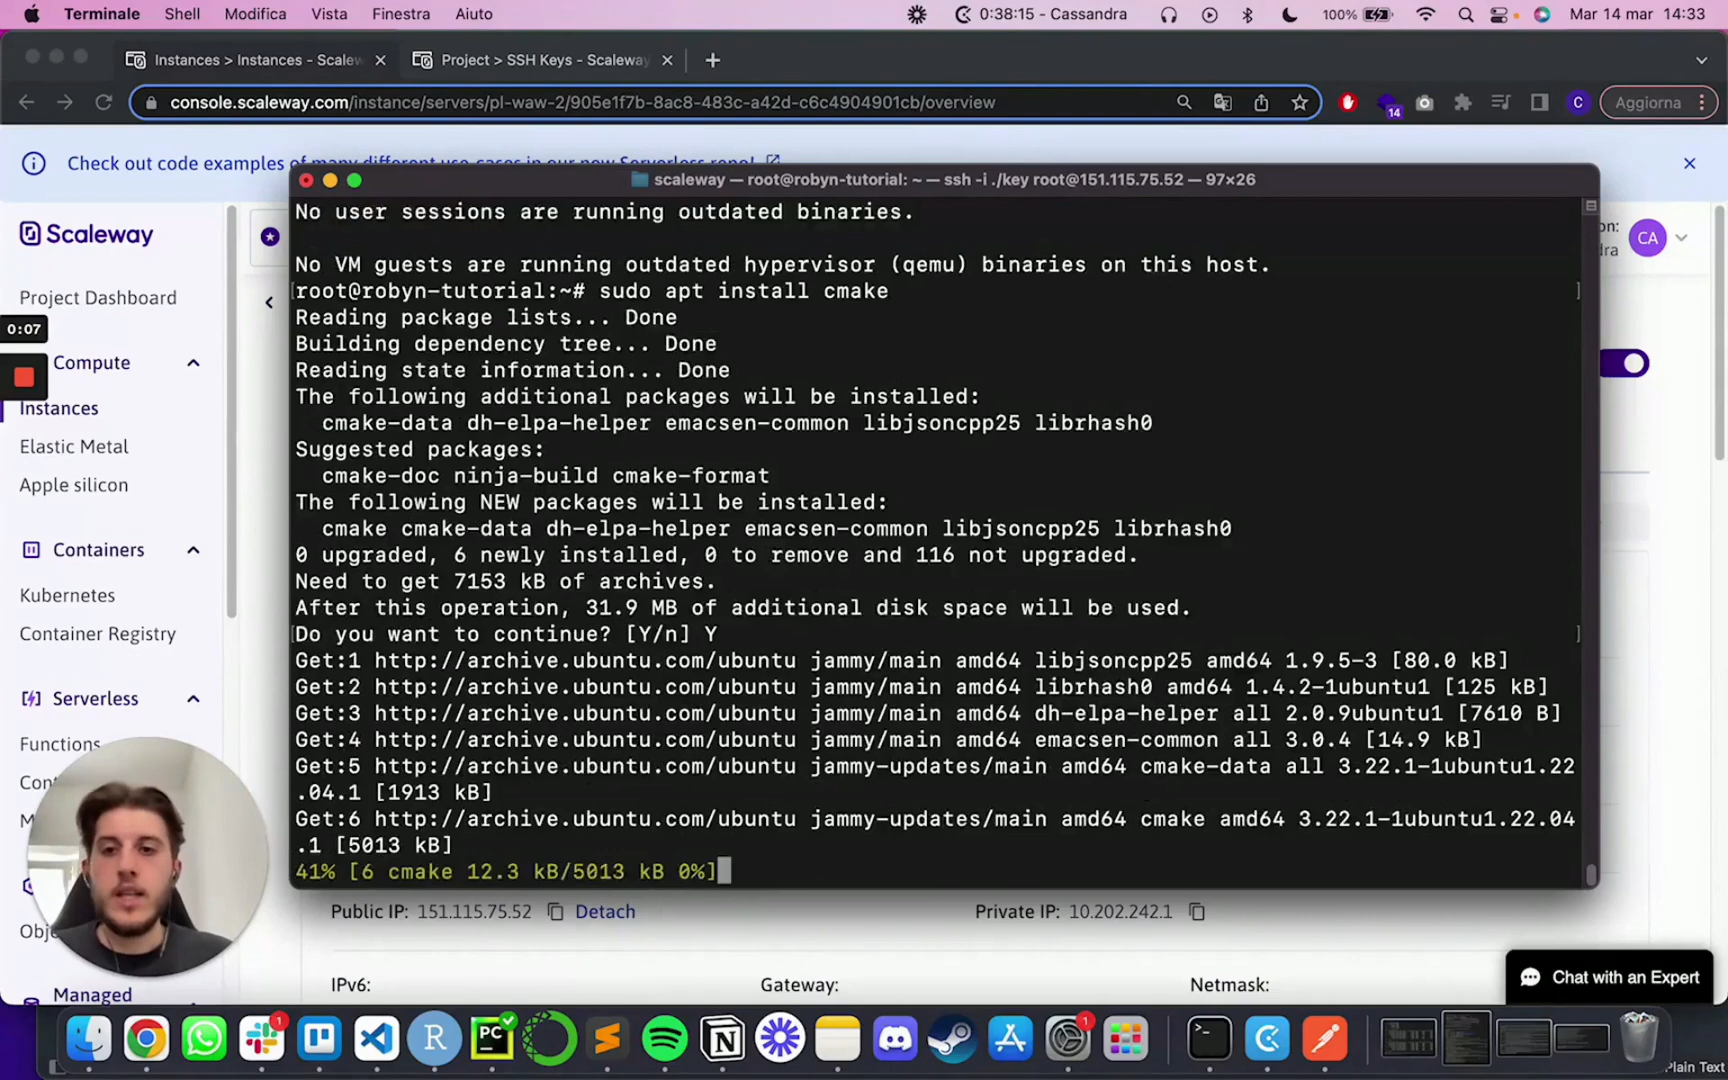 Terminale Shell Modifica Vista Finestra Aiuto 0:38:15 - Cassandra 100% Mar 14 mar 14:33
Instances > Instances - Scalew Project > SSH Keys - Scaleway
console.scaleway.com/instance/servers/pl-waw-2/905e1f7b-8ac8-483c-a42d-c6c4904901cb/overview 14 C Aggiorna
Check out code examples of many different use-cases in our new Serverless repo!
scaleway — root@robyn-tutorial: ~ — ssh -i ./key root@151.115.75.52 — 97×26
No user sessions are running outdated binaries.
No VM guests are running outdated hypervisor (qemu) binaries on this host.
root@robyn-tutorial:~# sudo apt install cmake
Reading package lists... Done
Building dependency tree... Done
Reading state information... Done
The following additional packages will be installed:
cmake-data dh-elpa-helper emacsen-common libjsoncpp25 librhash0
Suggested packages:
cmake-doc ninja-build cmake-format
The following NEW packages will be installed:
cmake cmake-data dh-elpa-helper emacsen-common libjsoncpp25 librhash0
0 upgraded, 6 newly installed, 0 to remove and 116 not upgraded.
Need to get 7153 kB of archives.
After this operation, 31.9 MB of additional disk space will be used.
Do you want to continue? [Y/n] Y
Get:1 http://archive.ubuntu.com/ubuntu jammy/main amd64 libjsoncpp25 amd64 1.9.5-3 [80.0 kB]
Get:2 http://archive.ubuntu.com/ubuntu jammy/main amd64 librhash0 amd64 1.4.2-1ubuntu1 [125 kB]
Get:3 http://archive.ubuntu.com/ubuntu jammy/main amd64 dh-elpa-helper all 2.0.9ubuntu1 [7610 B]
Get:4 http://archive.ubuntu.com/ubuntu jammy/main amd64 emacsen-common all 3.0.4 [14.9 kB]
Get:5 http://archive.ubuntu.com/ubuntu jammy-updates/main amd64 cmake-data all 3.22.1-1ubuntu1.22
.04.1 [1913 kB]
Get:6 http://archive.ubuntu.com/ubuntu jammy-updates/main amd64 cmake amd64 3.22.1-1ubuntu1.22.04
.1 [5013 kB]
41% [6 cmake 12.3 kB/5013 kB 0%]
Scaleway
Project Dashboard
0:07
Compute
Instances
Elastic Metal
Apple silicon
Containers
Kubernetes
Container Registry
Serverless
Functions
Managed
on:
CA
Public IP: 151.115.75.52 Detach
Private IP: 10.202.242.1
IPv6: Gateway: Netmask:
Chat with an Expert
1 R PC 1
Plain Text